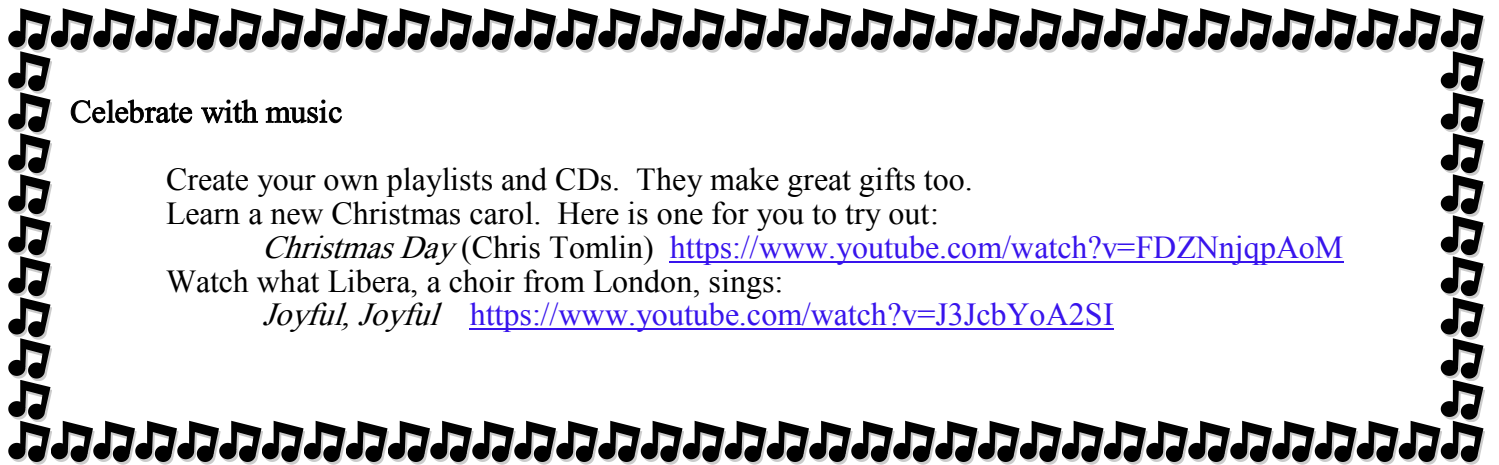 Celebrate with music
Create your own playlists and CDs.  They make great gifts too.
Learn a new Christmas carol.  Here is one for you to try out:
Christmas Day (Chris Tomlin)  https://www.youtube.com/watch?v=FDZNnjqpAoM
Watch what Libera, a choir from London, sings:
Joyful, Joyful   https://www.youtube.com/watch?v=J3JcbYoA2SI